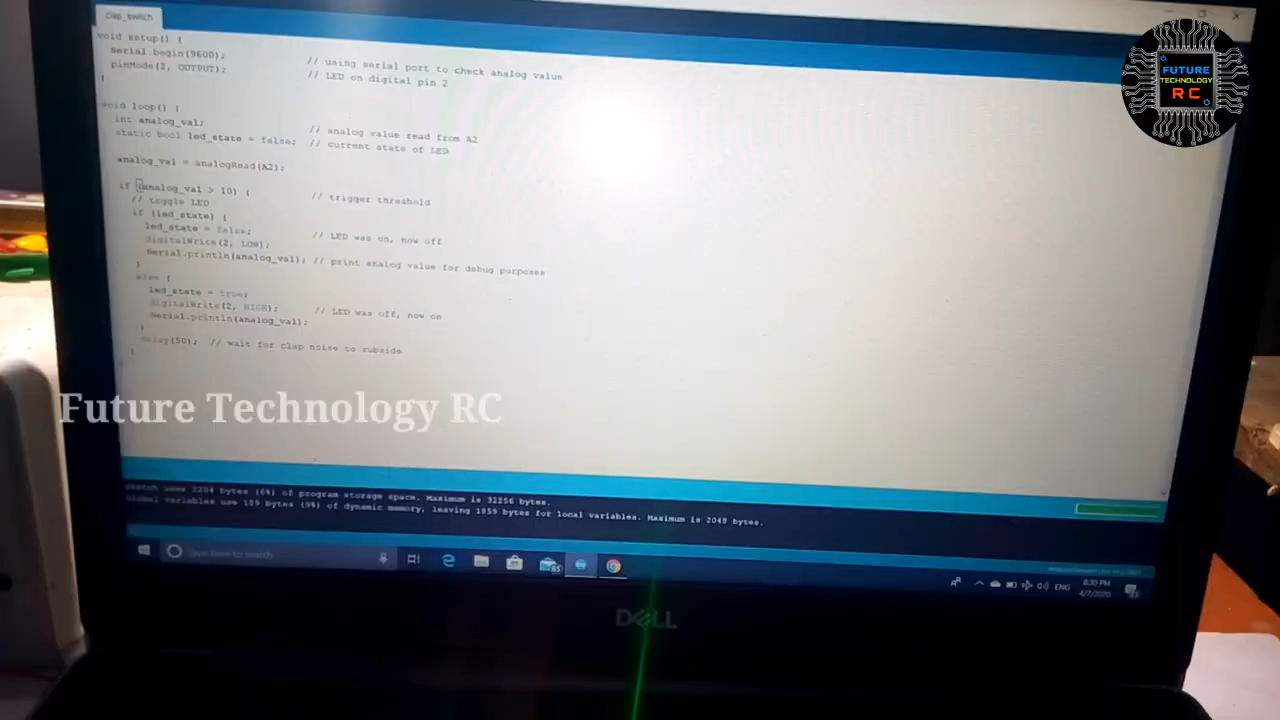 clap_switch
void setup() {
Serial.begin(9600); // using serial port to check analog value
pinMode(2, OUTPUT); // LED on digital pin 2
}
void loop() {
int analog_val; // analog value read from A2
static bool led_state = false; // current state of LED
analog_val = analogRead(A2);
if (analog_val > 10) { // trigger threshold
// toggle LED
if (led_state) {
led_state = false; // LED was on, now off
digitalWrite(2, LOW);
Serial.println(analog_val); // print analog value for debug purposes
}
else {
led_state = true;
digitalWrite(2, HIGH); // LED was off, now on
Serial.println(analog_val);
}
delay(50); // wait for clap noise to subside
}
}
FUTURE
TECHNOLOGY
RC
Future Technology RC
Sketch uses 2204 bytes (6%) of program storage space. Maximum is 32256 bytes.
Global variables use 189 bytes (9%) of dynamic memory, leaving 1859 bytes for local variables. Maximum is 2048 bytes.
Type here to search
ENG
8:30 PM
4/7/2020
DELL